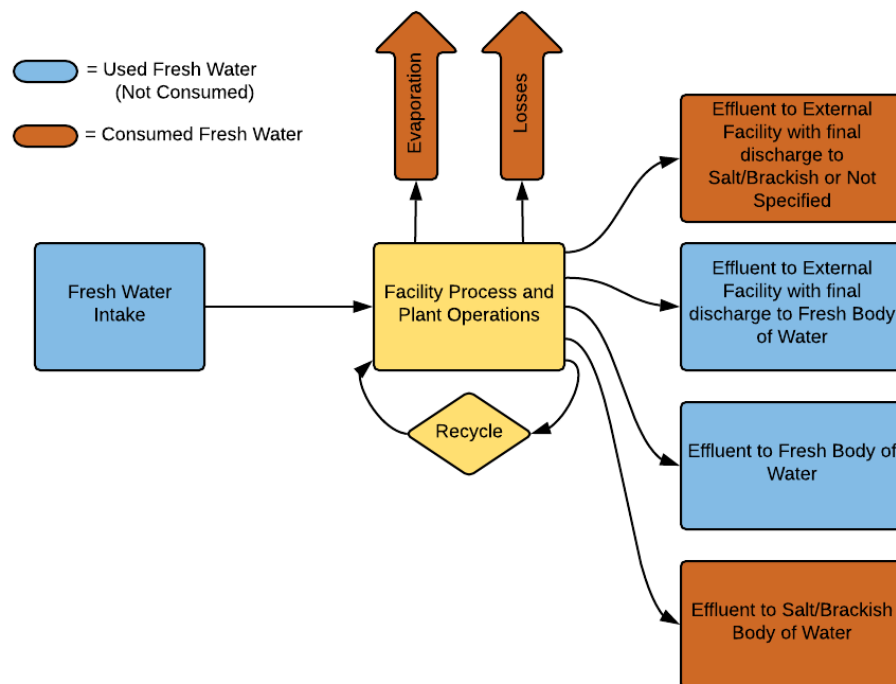 = Used Fresh Water
(Not Consumed)
= Consumed Fresh Water
Evaporation
Losses
Effluent to External
Facility with final
discharge to
Salt/Brackish or Not
Specified
Fresh Water
Intake
Facility Process and
Plant Operations
Effluent to External
Facility with final
discharge to Fresh Body
of Water
Recycle
Effluent to Fresh Body of
Water
Effluent to Salt/Brackish
Body of Water